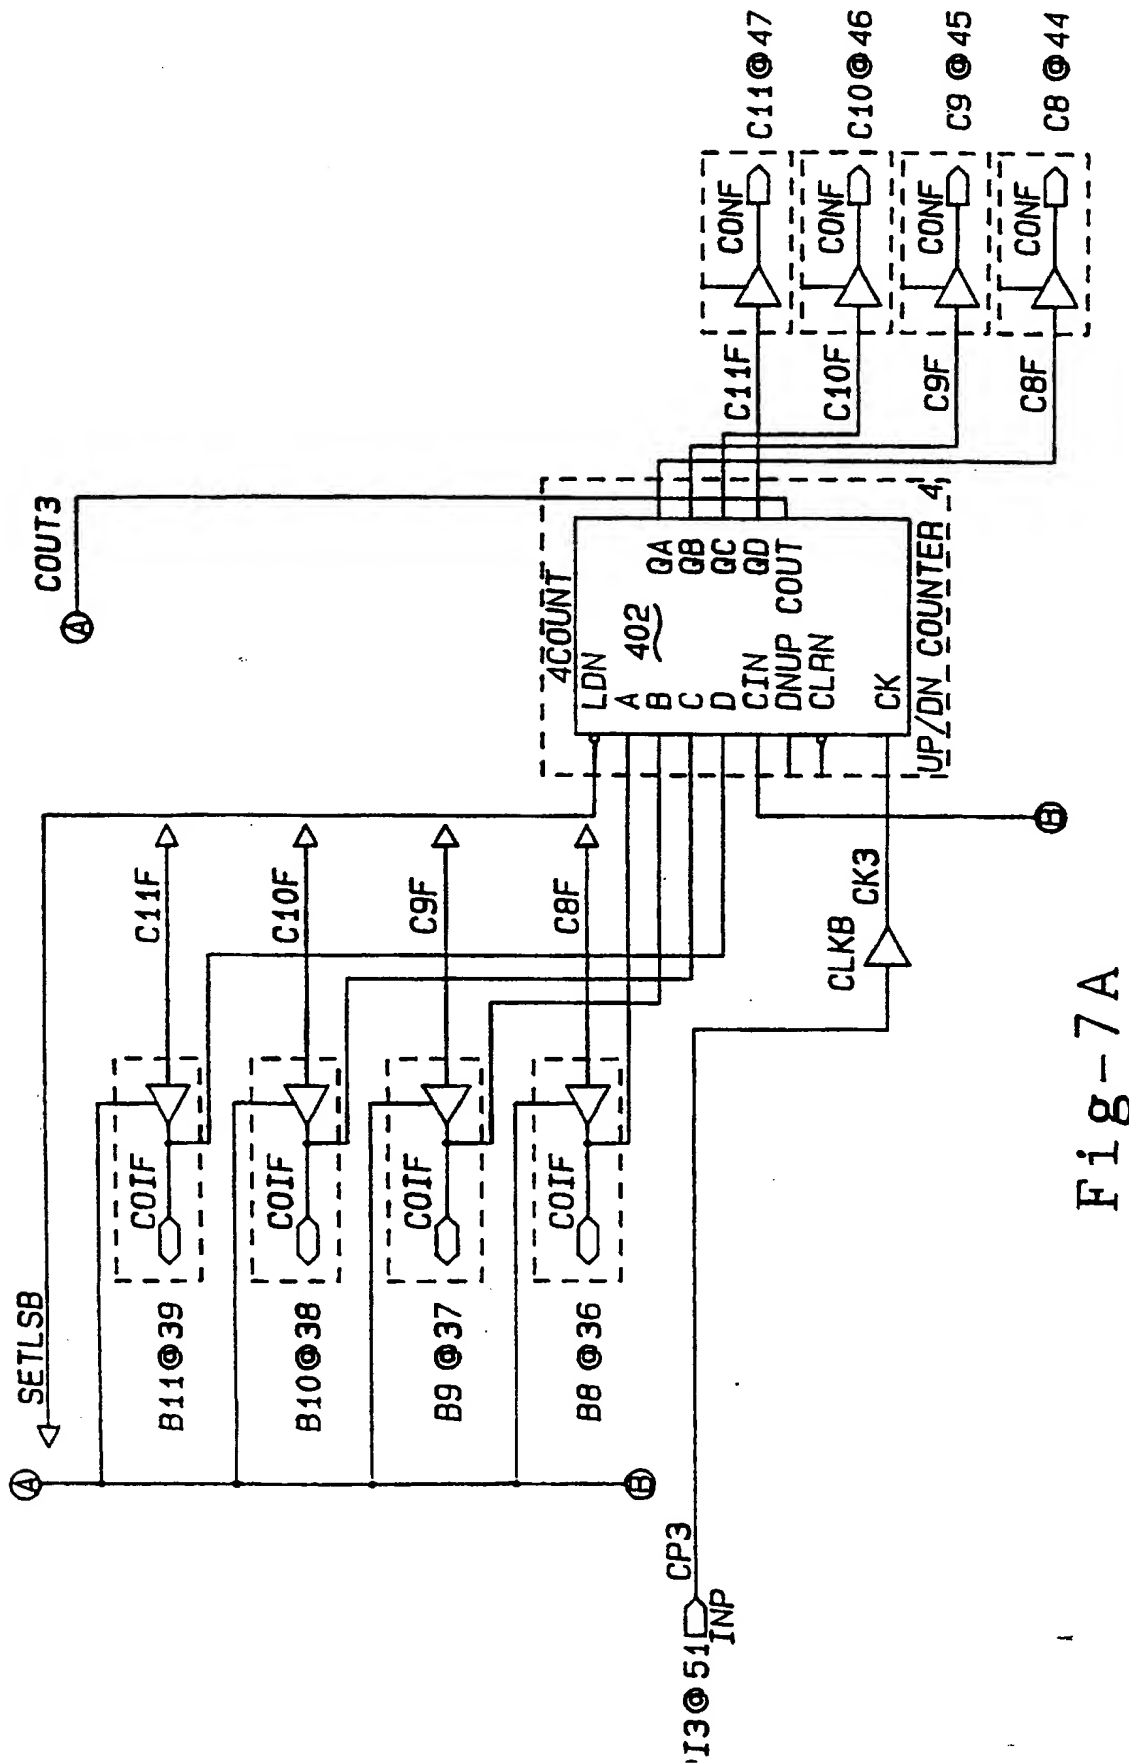 SETLSB
COUT3
A
A
B11@39
COIF
C11F
B10@38
COIF
C10F
B9@37
COIF
C9F
B8@36
COIF
C8F
B
CP3
PI3@51
INP
CLKB
CK3
B
4COUNT
LDN
A
B
C
D
CIN
DNUP
CLRN
CK
402
QA
QB
QC
QD
COUT
UP/DN COUNTER 4
C11F
CONF
C11@47
C10F
CONF
C10@46
C9F
CONF
C9@45
C8F
CONF
C8@44
Fig-7A